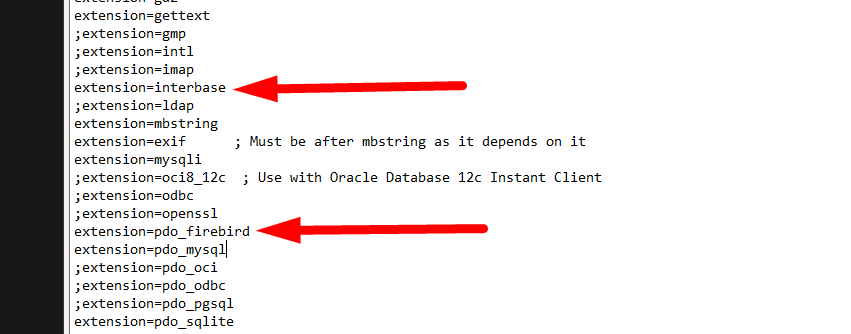 extension=gd2
extension=gettext
;extension=gmp
;extension=intl
;extension=imap
extension=interbase
;extension=ldap
extension=mbstring
extension=exif      ; Must be after mbstring as it depends on it
extension=mysqli
;extension=oci8_12c  ; Use with Oracle Database 12c Instant Client
;extension=odbc
;extension=openssl
extension=pdo_firebird
extension=pdo_mysql
;extension=pdo_oci
;extension=pdo_odbc
;extension=pdo_pgsql
extension=pdo_sqlite